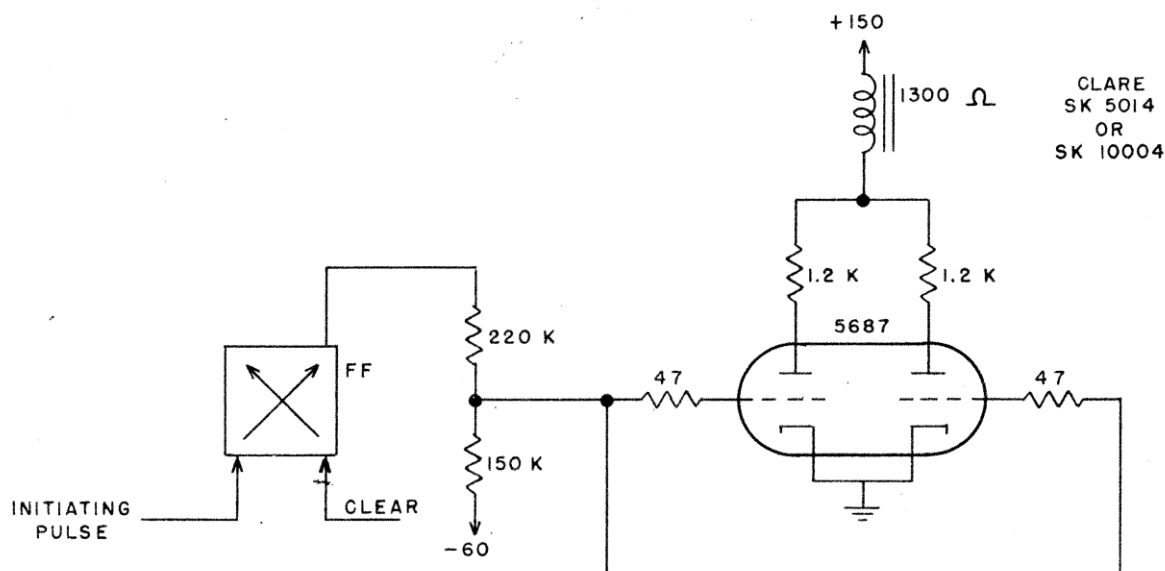 +150
1300 Ω
CLARE
SK 5014
OR
SK 10004
1.2 K
1.2 K
5687
220 K
FF
47
47
150 K
INITIATING
PULSE
CLEAR
-60